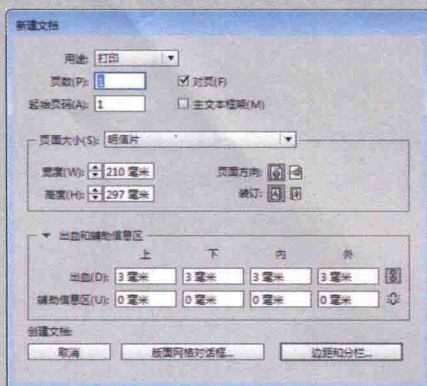 新建文档
用途: 打印
页数(P): 1 对页(F)
起始页码(A): 1 主文本框架(M)
页面大小(S): 明信片
宽度(W): 210 毫米 页面方向:
高度(H): 297 毫米 装订:
出血和辅助信息区
上 下 内 外
出血(D): 3 毫米 3 毫米 3 毫米 3 毫米
辅助信息区(U): 0 毫米 0 毫米 0 毫米 0 毫米
创建文档:
取消 版面网格对话框... 边距和分栏...